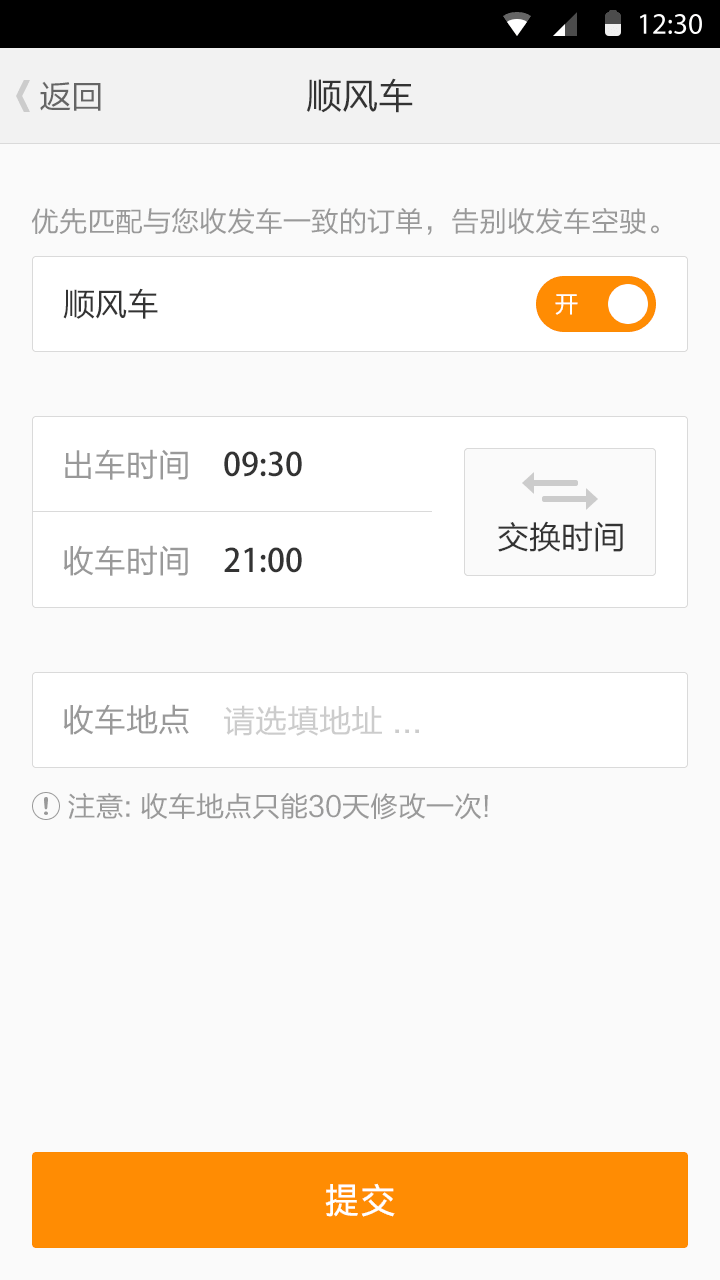 12:30
返回
顺风车
优先匹配与您收发车一致的订单，告别收发车空驶。
顺风车
开
出车时间 09:30
收车时间 21:00
交换时间
收车地点 请选填地址 ...
注意: 收车地点只能30天修改一次!
提交